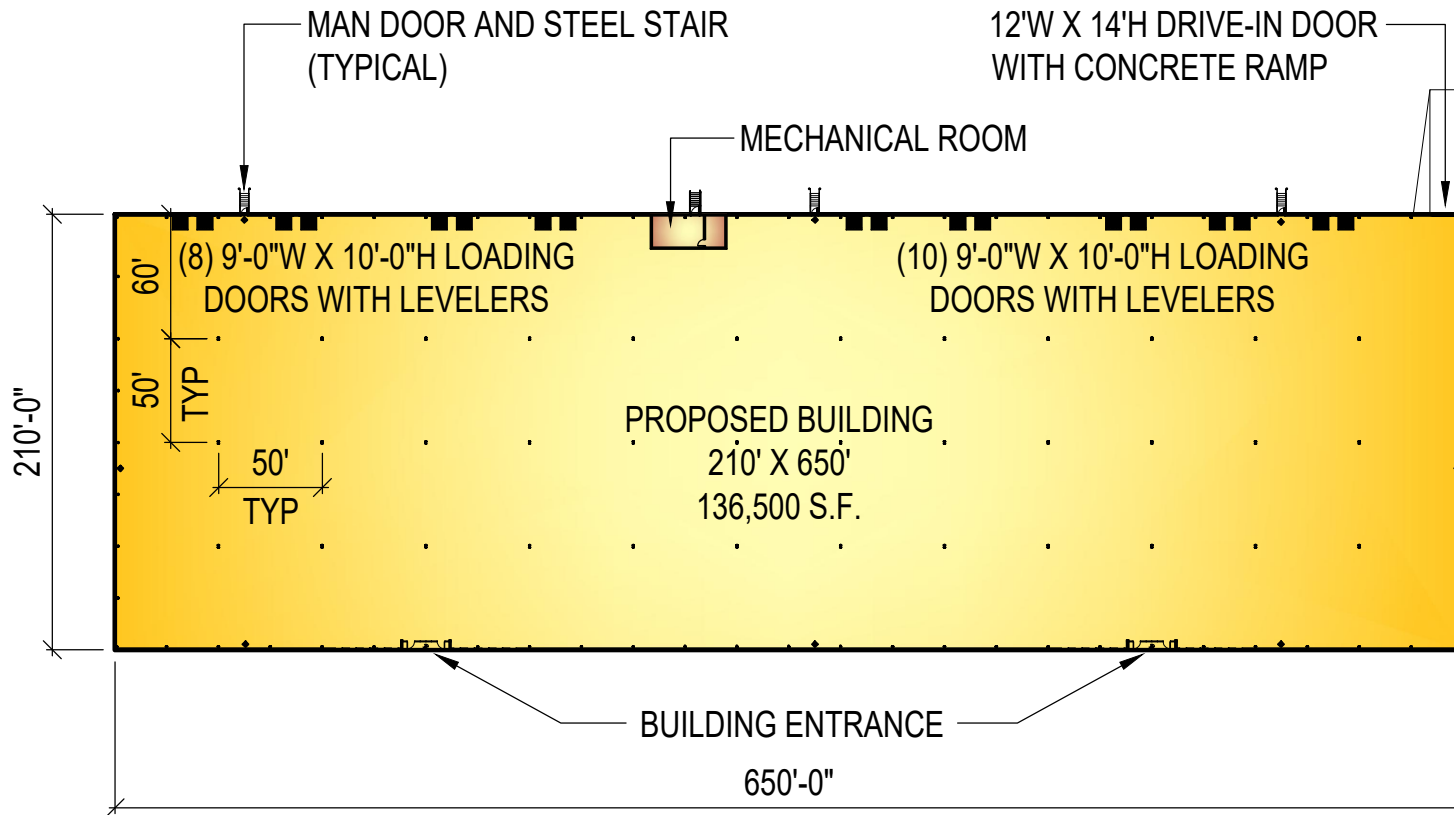 MAN DOOR AND STEEL STAIR
(TYPICAL)
12'W X 14'H DRIVE-IN DOOR
WITH CONCRETE RAMP
MECHANICAL ROOM
(8) 9'-0"W X 10'-0"H LOADING
DOORS WITH LEVELERS
(10) 9'-0"W X 10'-0"H LOADING
DOORS WITH LEVELERS
60'
50'
TYP
210'-0"
50'
TYP
PROPOSED BUILDING
210' X 650'
136,500 S.F.
BUILDING ENTRANCE
650'-0"